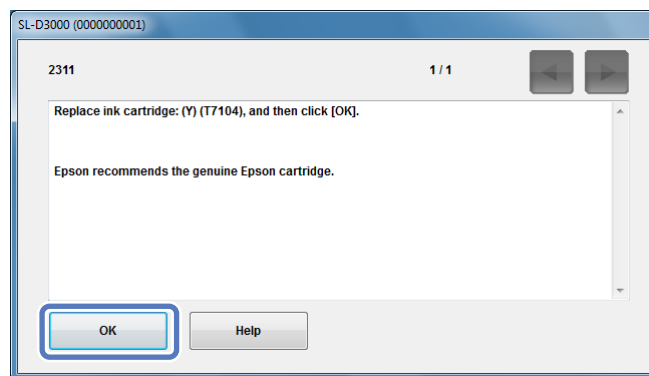 SL-D3000 (0000000001)
2311 1 / 1
Replace ink cartridge: (Y) (T7104), and then click [OK].
Epson recommends the genuine Epson cartridge.
OK Help